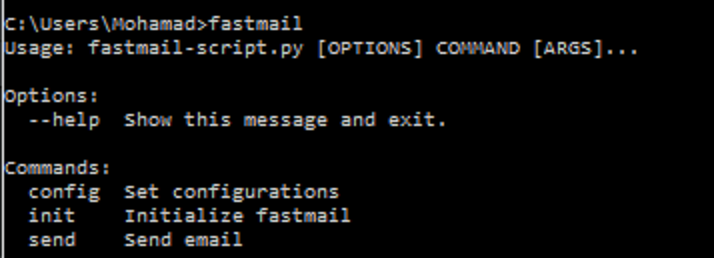 C:\Users\Mohamad>fastmail
Usage: fastmail-script.py [OPTIONS] COMMAND [ARGS]...
Options:
  --help  Show this message and exit.
Commands:
  config  Set configurations
  init    Initialize fastmail
  send    Send email